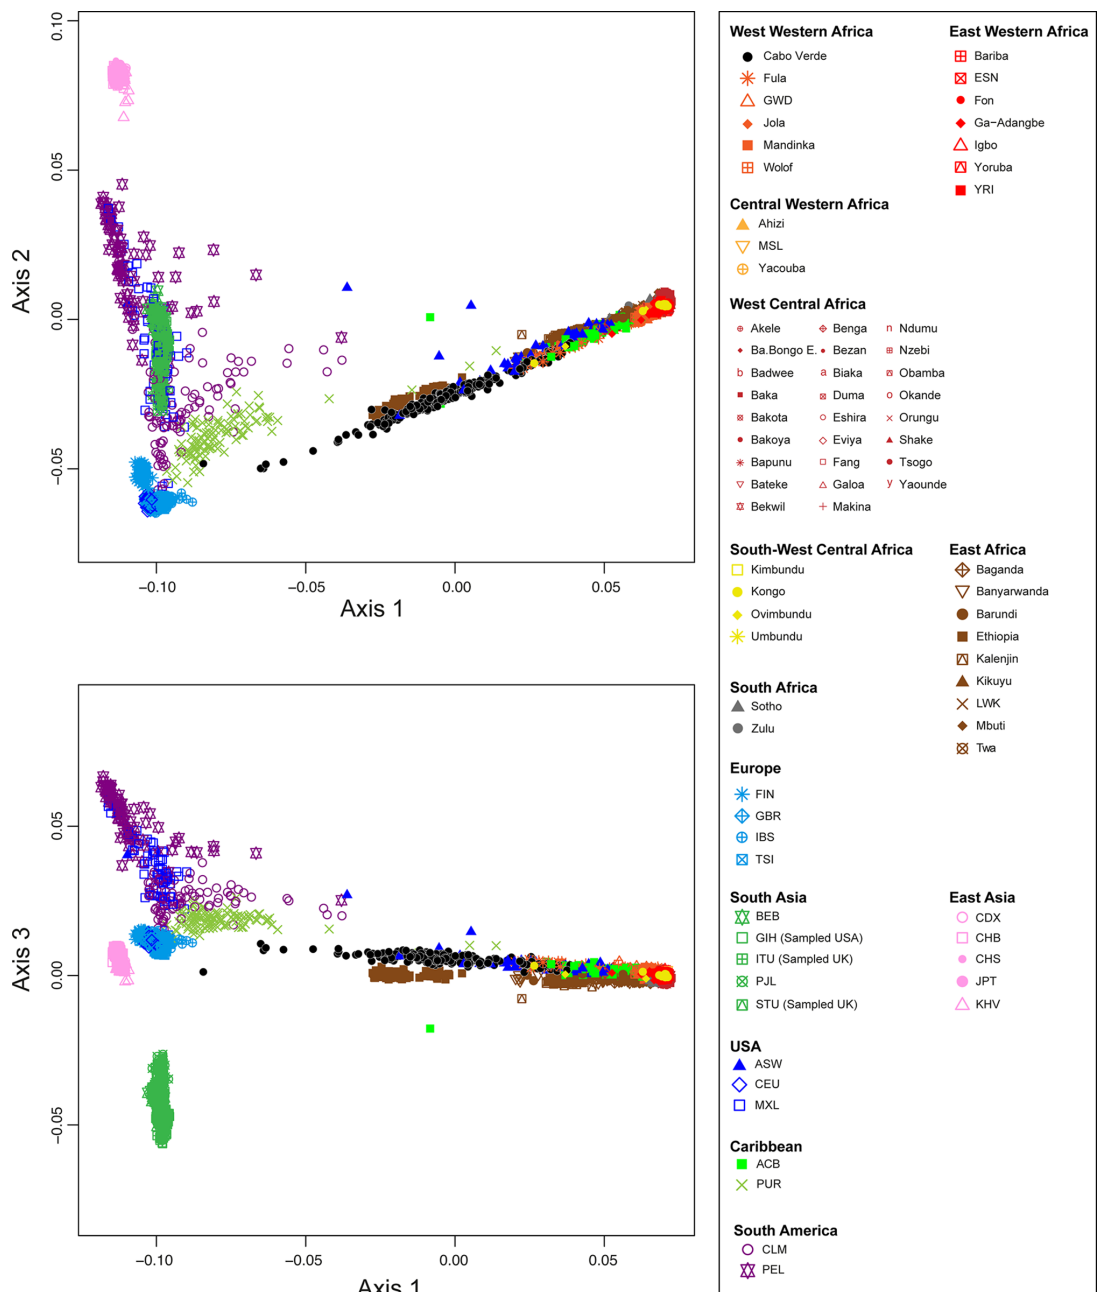 0.10
0.05
0.00
−0.05
Axis 2
−0.10
−0.05
0.00
0.05
Axis 1
0.05
0.00
−0.05
Axis 3
−0.10
−0.05
0.00
0.05
Axis 1
West Western Africa
Cabo Verde
Fula
GWD
Jola
Mandinka
Wolof
East Western Africa
Bariba
ESN
Fon
Ga−Adangbe
Igbo
Yoruba
YRI
Central Western Africa
Ahizi
MSL
Yacouba
West Central Africa
Akele
Ba.Bongo E.
Badwee
Baka
Bakota
Bakoya
Bapunu
Bateke
Bekwil
Benga
Bezan
Biaka
Duma
Eshira
Eviya
Fang
Galoa
Makina
Ndumu
Nzebi
Obamba
Okande
Orungu
Shake
Tsogo
Yaounde
South-West Central Africa
Kimbundu
Kongo
Ovimbundu
Umbundu
East Africa
Baganda
Banyarwanda
Barundi
Ethiopia
Kalenjin
Kikuyu
LWK
Mbuti
Twa
South Africa
Sotho
Zulu
Europe
FIN
GBR
IBS
TSI
South Asia
BEB
GIH (Sampled USA)
ITU (Sampled UK)
PJL
STU (Sampled UK)
East Asia
CDX
CHB
CHS
JPT
KHV
USA
ASW
CEU
MXL
Caribbean
ACB
PUR
South America
CLM
PEL